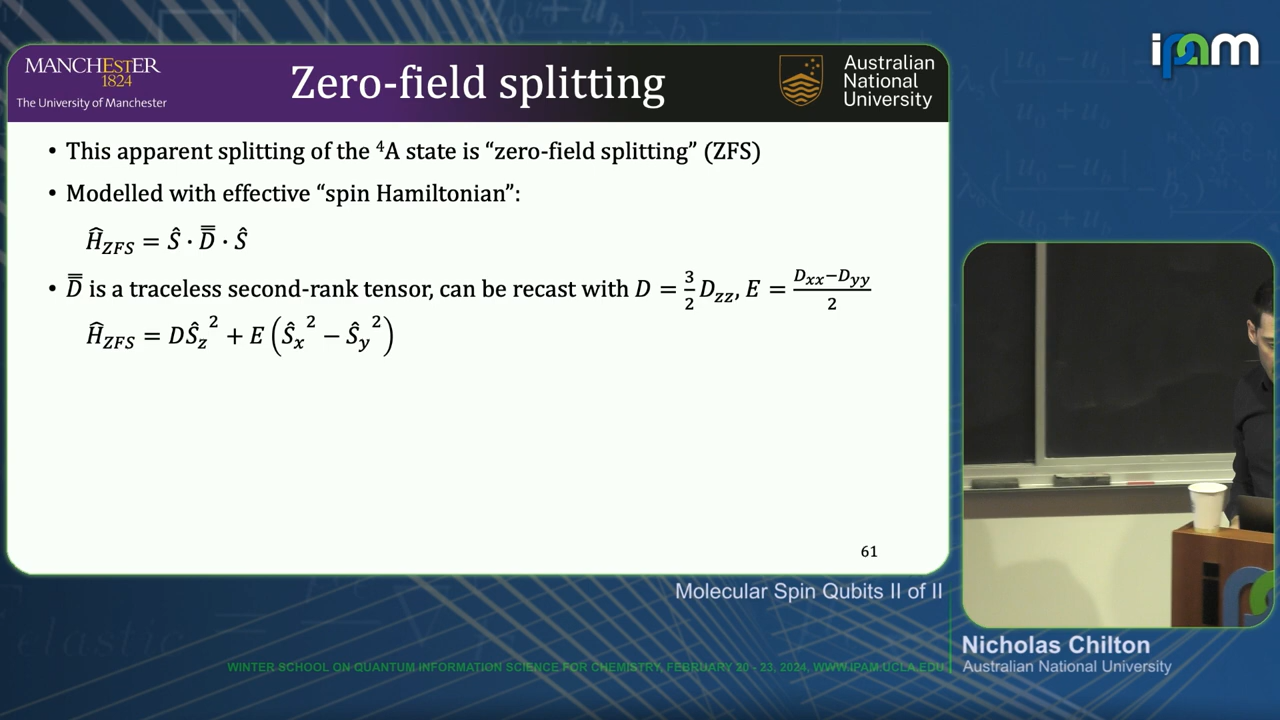 MANCHESTER
1824
The University of Manchester
Zero-field splitting
Australian
National
University
ipam
• This apparent splitting of the ⁴A state is “zero-field splitting” (ZFS)
• Modelled with effective “spin Hamiltonian”:
Ĥ_ZFS = Ŝ · D̿ · Ŝ
• D̿ is a traceless second-rank tensor, can be recast with D = 3/2 D_zz, E = (D_xx−D_yy)/2
Ĥ_ZFS = DŜ_z² + E(Ŝ_x² − Ŝ_y²)
61
Molecular Spin Qubits II of II
Nicholas Chilton
Australian National University
WINTER SCHOOL ON QUANTUM INFORMATION SCIENCE FOR CHEMISTRY, FEBRUARY 20 - 23, 2024, WWW.IPAM.UCLA.EDU
elastic